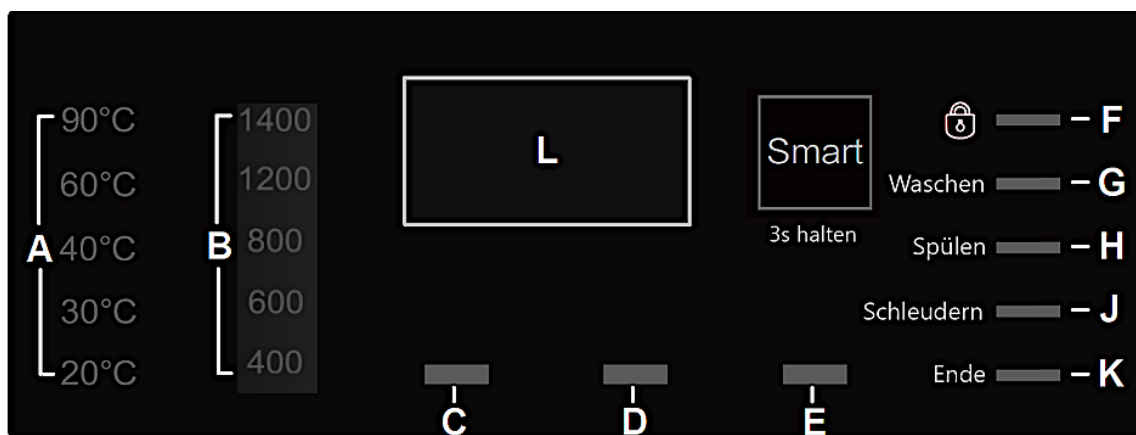 90°C
60°C
A
40°C
30°C
20°C
1400
1200
B
800
600
400
L
Smart
3s halten
F
Waschen
G
Spülen
H
Schleudern
J
Ende
K
C
D
E